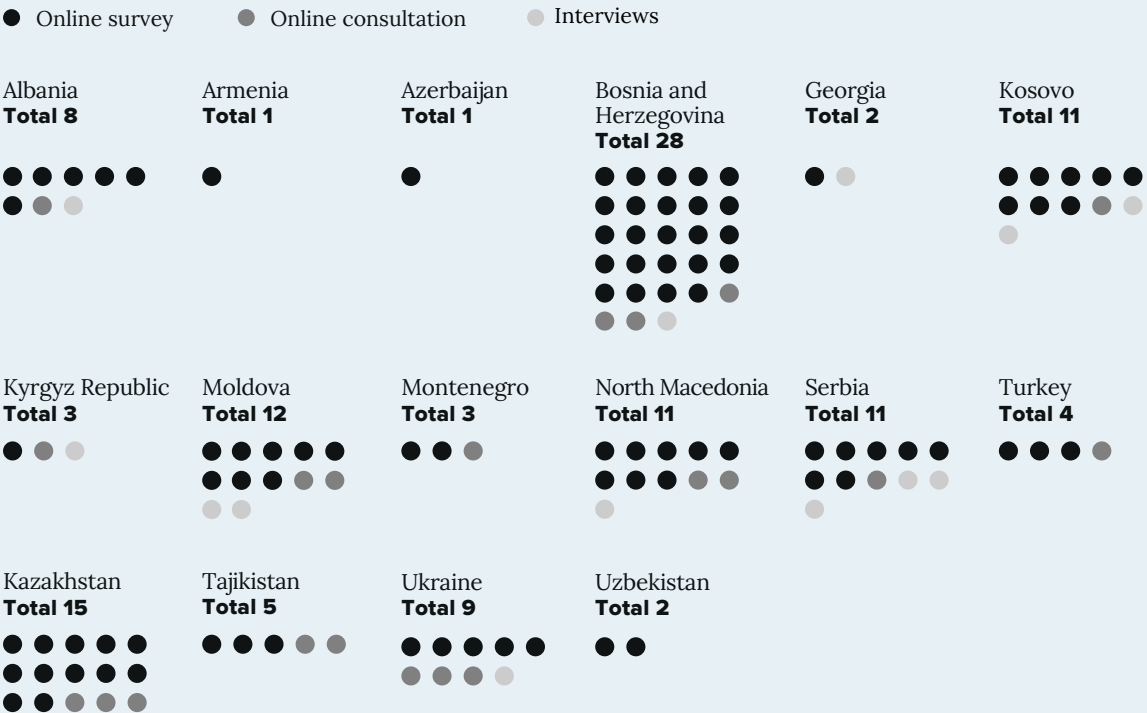 Online survey
Online consultation
Interviews
Albania
Total 8
Armenia
Total 1
Azerbaijan
Total 1
Bosnia and
Herzegovina
Total 28
Georgia
Total 2
Kosovo
Total 11
Kyrgyz Republic
Total 3
Moldova
Total 12
Montenegro
Total 3
North Macedonia
Total 11
Serbia
Total 11
Turkey
Total 4
Kazakhstan
Total 15
Tajikistan
Total 5
Ukraine
Total 9
Uzbekistan
Total 2